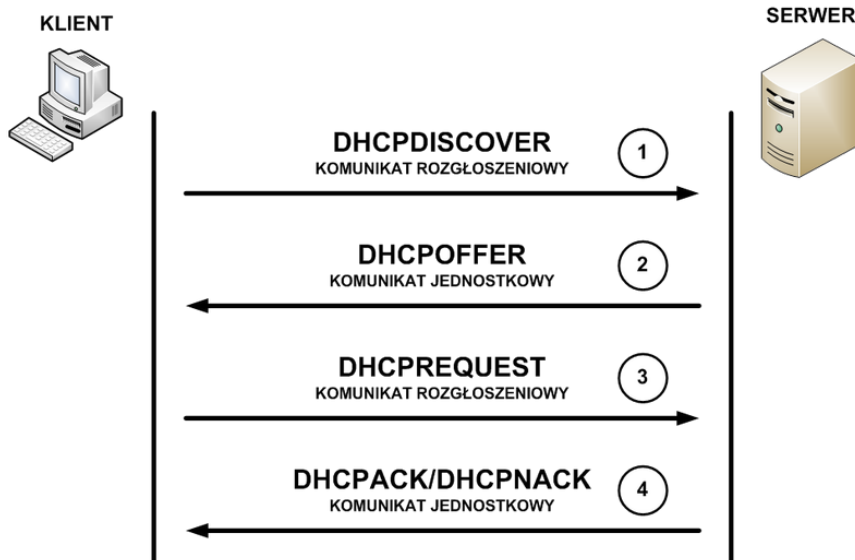 KLIENT
SERWER
DHCPDISCOVER
KOMUNIKAT ROZGŁOSZENIOWY
1
DHCPOFFER
KOMUNIKAT JEDNOSTKOWY
2
DHCPREQUEST
KOMUNIKAT ROZGŁOSZENIOWY
3
DHCPACK/DHCPNACK
KOMUNIKAT JEDNOSTKOWY
4